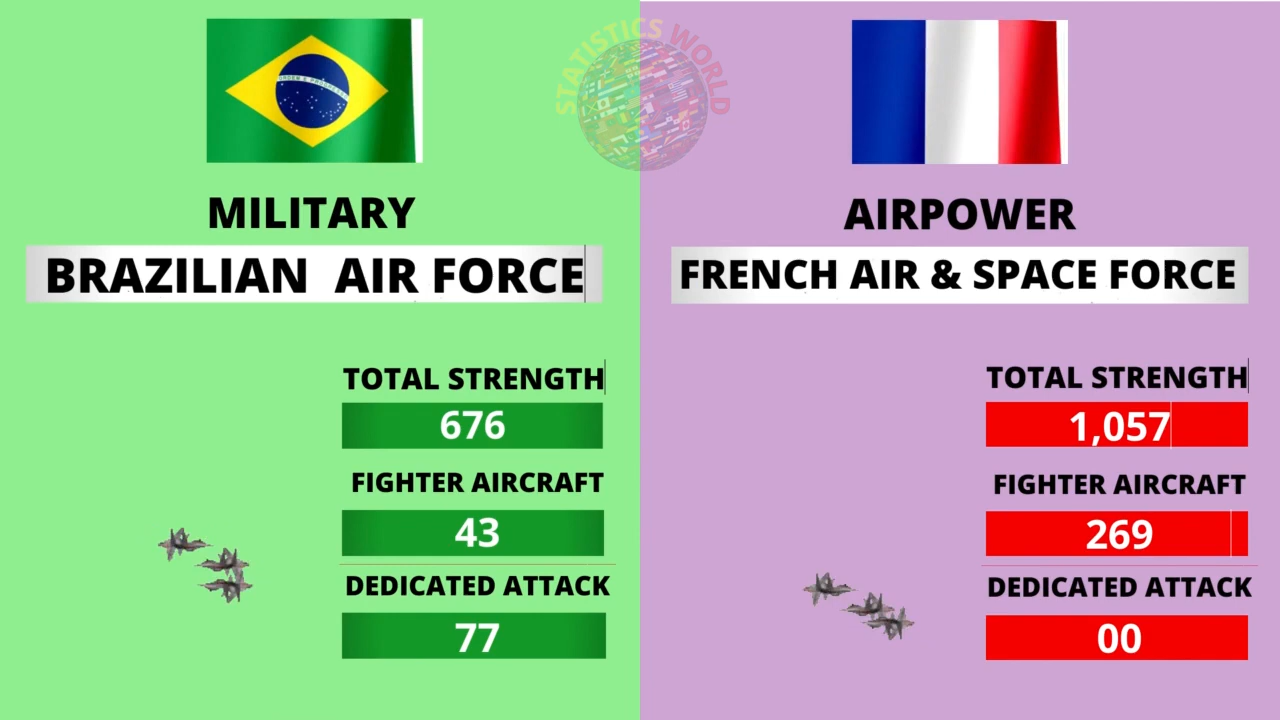 STATISTICS WORLD
MILITARY
BRAZILIAN AIR FORCE
TOTAL STRENGTH
676
FIGHTER AIRCRAFT
43
DEDICATED ATTACK
77
AIRPOWER
FRENCH AIR & SPACE FORCE
TOTAL STRENGTH
1,057
FIGHTER AIRCRAFT
269
DEDICATED ATTACK
00